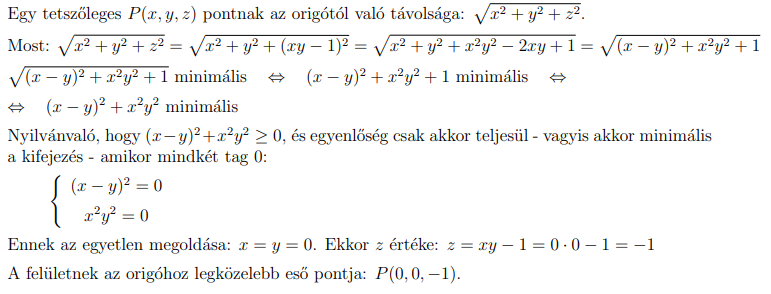 Egy tetszőleges P(x, y, z) pontnak az origótól való távolsága: √(x² + y² + z²).
Most: √(x² + y² + z²) = √(x² + y² + (xy − 1)²) = √(x² + y² + x²y² − 2xy + 1) = √((x − y)² + x²y² + 1)
√((x − y)² + x²y² + 1) minimális ⇔ (x − y)² + x²y² + 1 minimális ⇔
⇔ (x − y)² + x²y² minimális
Nyilvánvaló, hogy (x−y)²+x²y² ≥ 0, és egyenlőség csak akkor teljesül - vagyis akkor minimális
a kifejezés - amikor mindkét tag 0:
{ (x − y)² = 0
x²y² = 0
Ennek az egyetlen megoldása: x = y = 0. Ekkor z értéke: z = xy − 1 = 0 · 0 − 1 = −1
A felületnek az origóhoz legközelebb eső pontja: P(0, 0, −1).